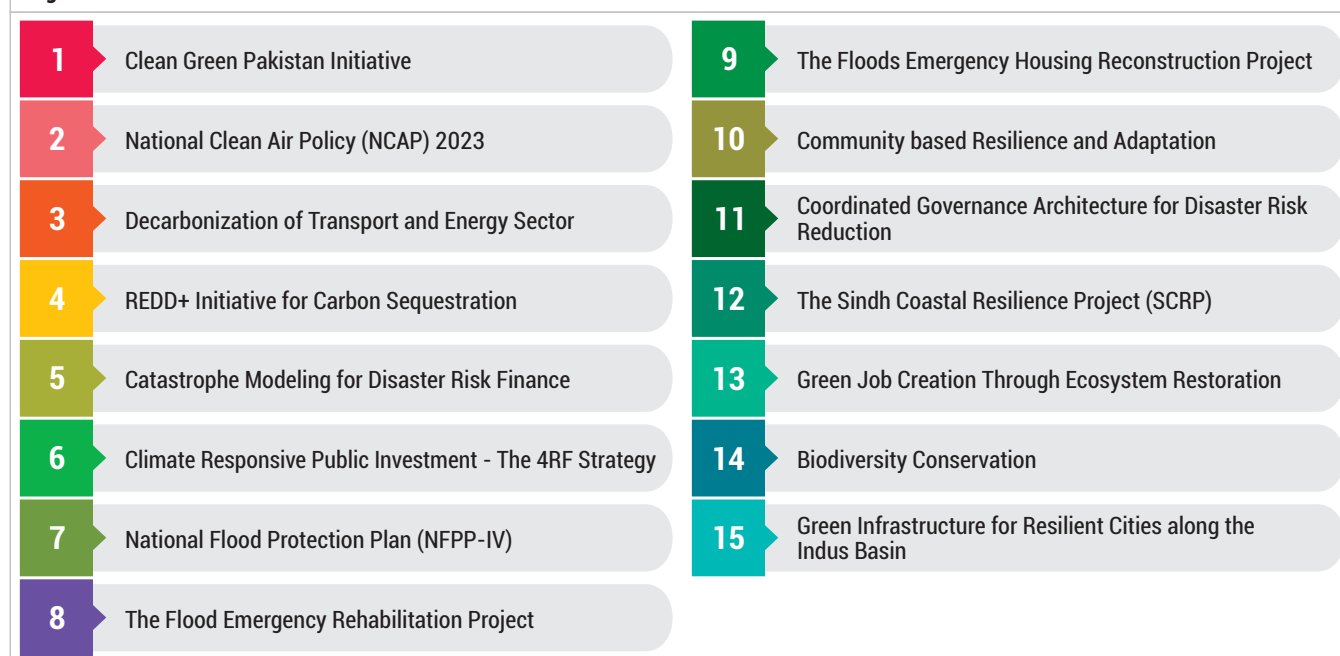 1
Clean Green Pakistan Initiative
2
National Clean Air Policy (NCAP) 2023
3
Decarbonization of Transport and Energy Sector
4
REDD+ Initiative for Carbon Sequestration
5
Catastrophe Modeling for Disaster Risk Finance
6
Climate Responsive Public Investment - The 4RF Strategy
7
National Flood Protection Plan (NFPP-IV)
8
The Flood Emergency Rehabilitation Project
9
The Floods Emergency Housing Reconstruction Project
10
Community based Resilience and Adaptation
11
Coordinated Governance Architecture for Disaster Risk
Reduction
12
The Sindh Coastal Resilience Project (SCRP)
13
Green Job Creation Through Ecosystem Restoration
14
Biodiversity Conservation
15
Green Infrastructure for Resilient Cities along the
Indus Basin